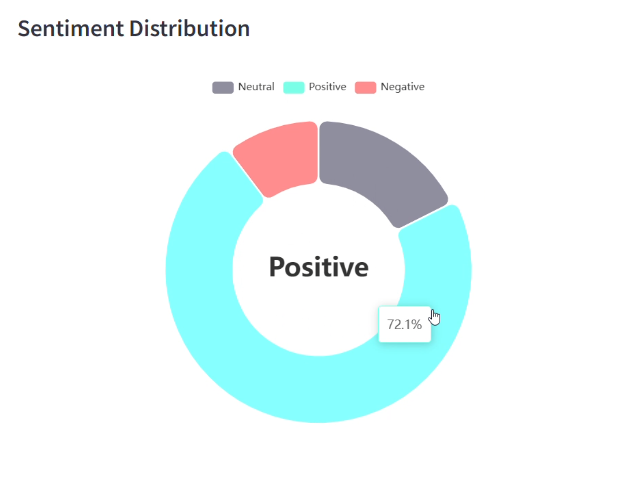 Sentiment Distribution
Neutral Positive Negative
Positive
72.1%